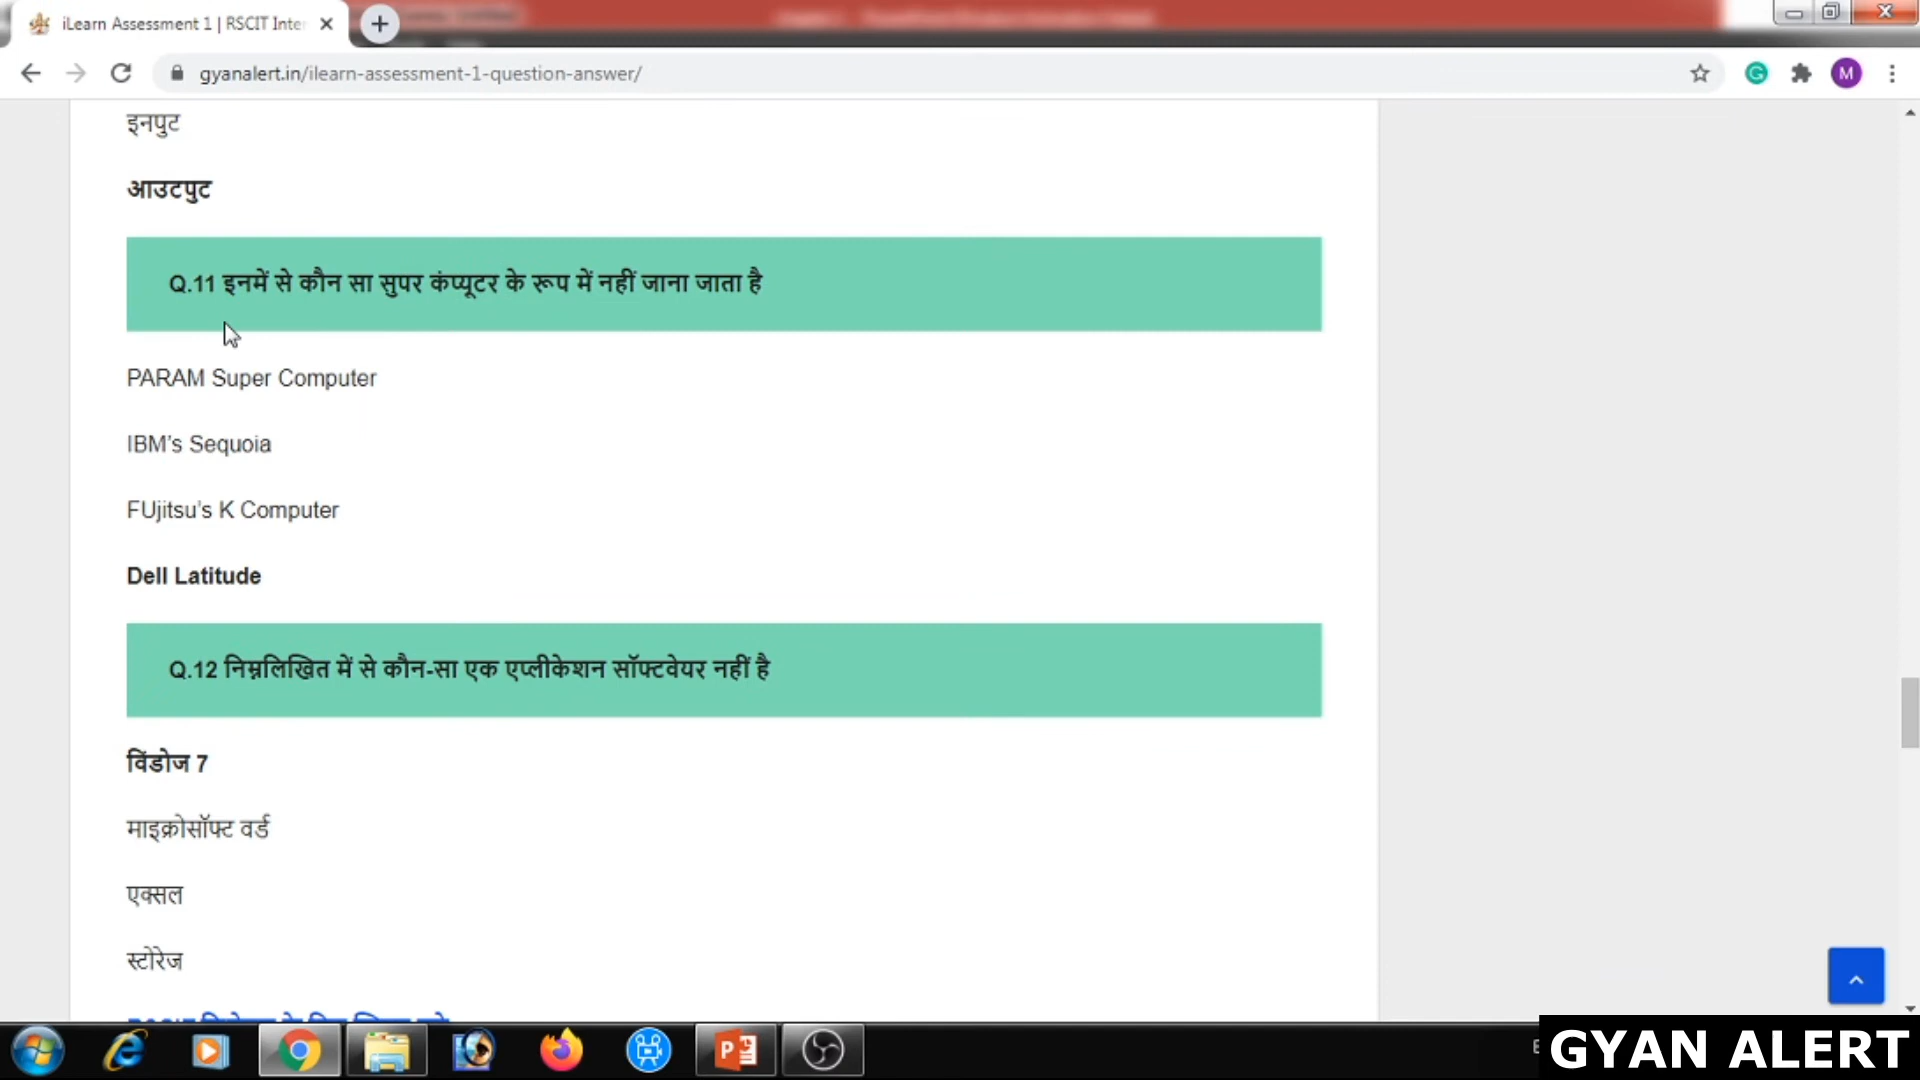 iLearn Assessment 1 | RSCIT Inte
gyanalert.in/ilearn-assessment-1-question-answer/
M
इनपुट
आउटपुट
Q.11 इनमें से कौन सा सुपर कंप्यूटर के रूप में नहीं जाना जाता है
PARAM Super Computer
IBM's Sequoia
FUjitsu's K Computer
Dell Latitude
Q.12 निम्नलिखित में से कौन-सा एक एप्लीकेशन सॉफ्टवेयर नहीं है
विंडोज 7
माइक्रोसॉफ्ट वर्ड
एक्सल
स्टोरेज
GYAN ALERT